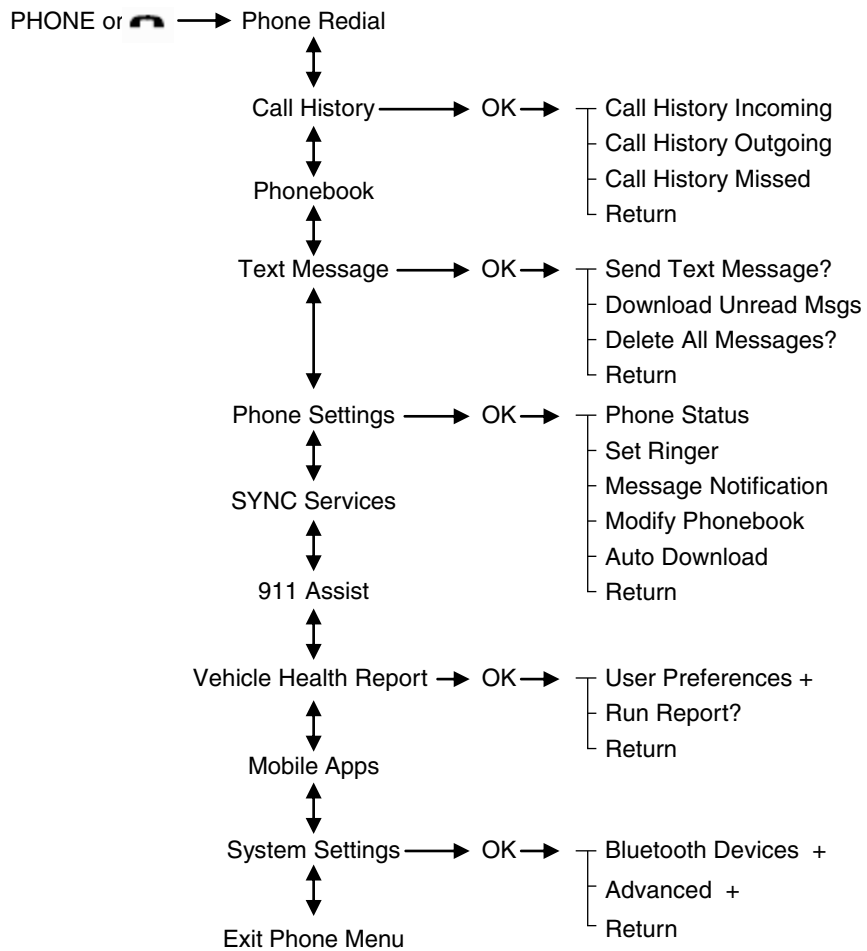 PHONE or
Phone Redial
Call History
OK
Call History Incoming
Call History Outgoing
Call History Missed
Return
Phonebook
Text Message
OK
Send Text Message?
Download Unread Msgs
Delete All Messages?
Return
Phone Settings
OK
Phone Status
Set Ringer
Message Notification
Modify Phonebook
Auto Download
Return
SYNC Services
911 Assist
Vehicle Health Report
OK
User Preferences +
Run Report?
Return
Mobile Apps
System Settings
OK
Bluetooth Devices +
Advanced +
Return
Exit Phone Menu